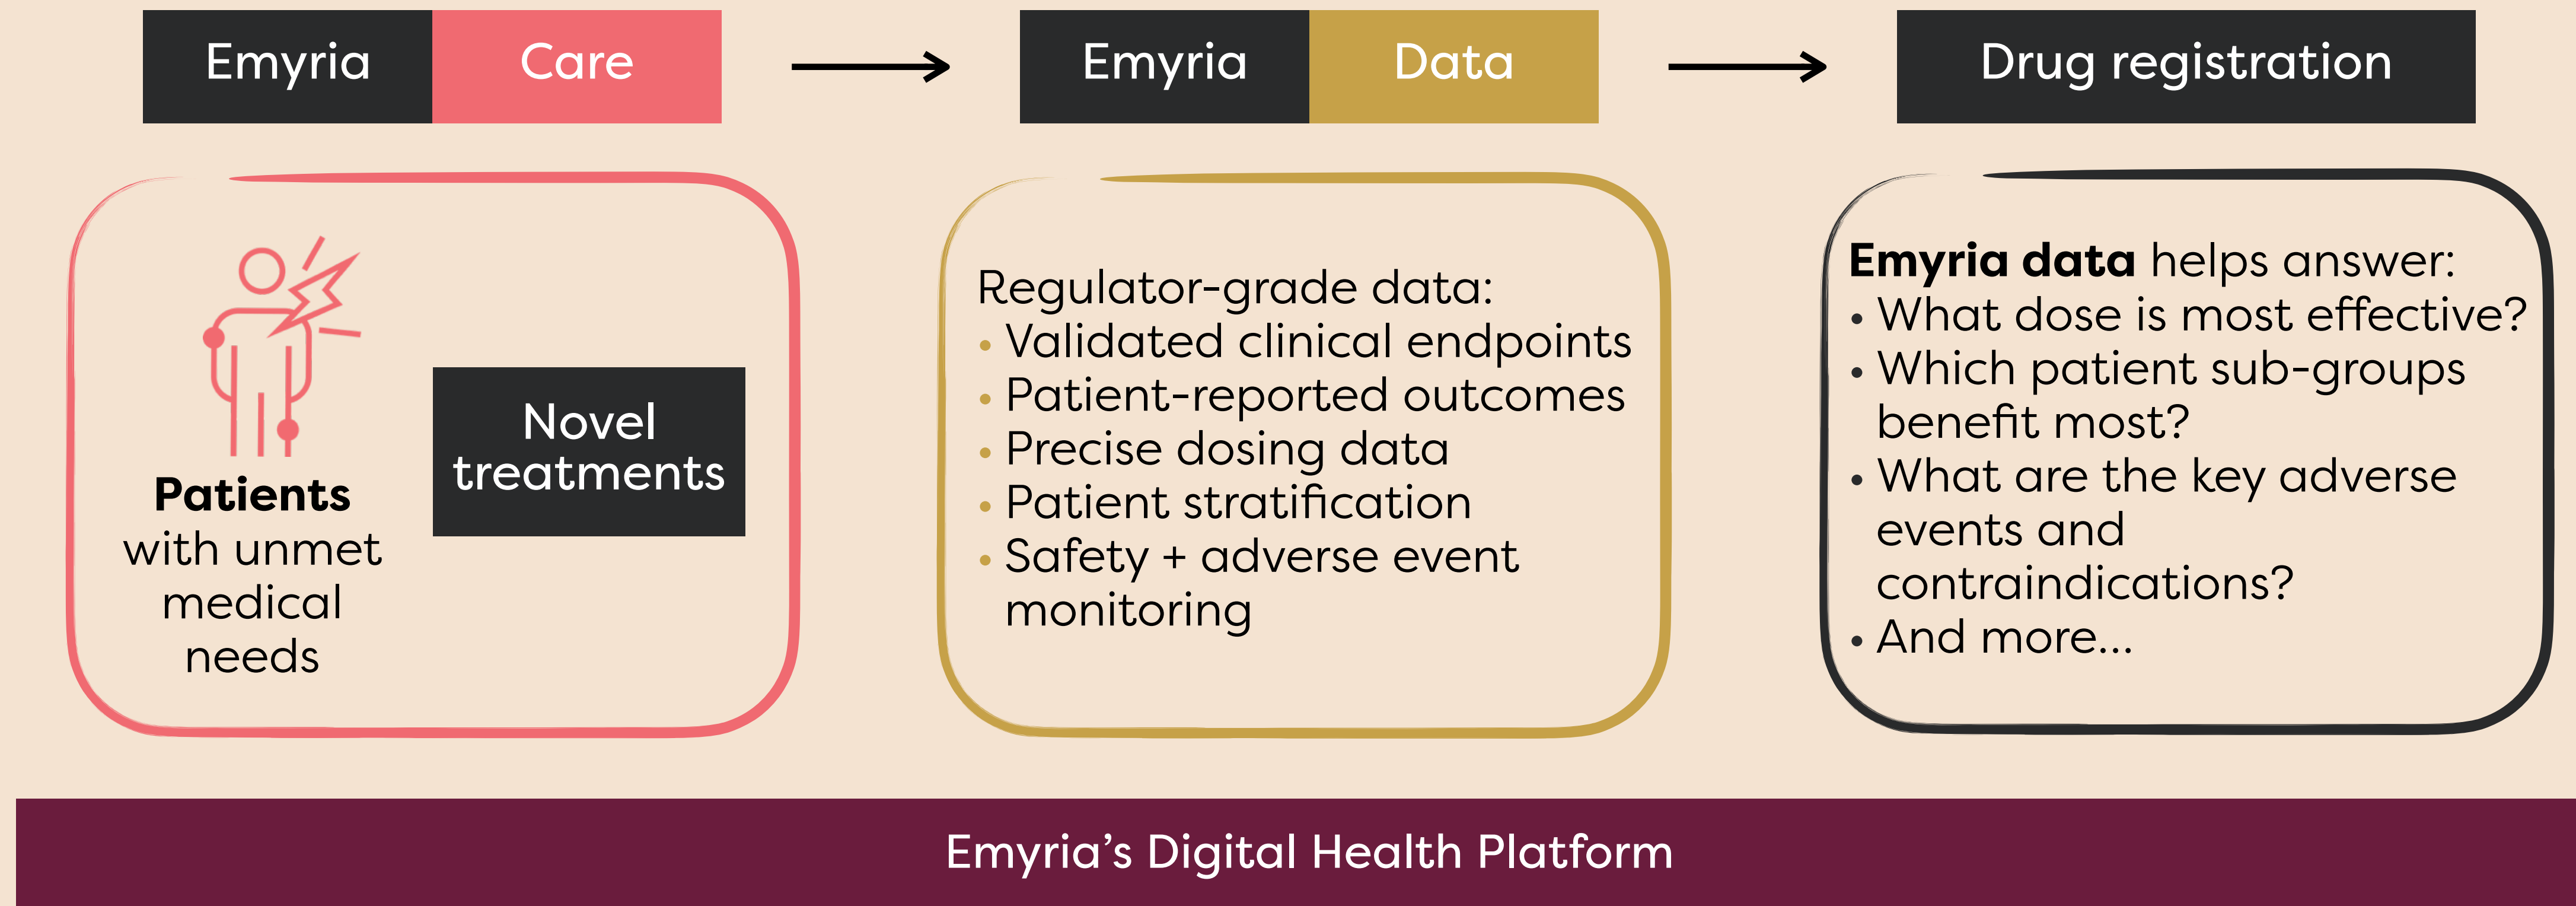 Emyria Care
Emyria Data
Drug registration
Patients
with unmet
medical
needs
Novel
treatments
Regulator-grade data:
• Validated clinical endpoints
• Patient-reported outcomes
• Precise dosing data
• Patient stratification
• Safety + adverse event
monitoring
Emyria data helps answer:
• What dose is most effective?
• Which patient sub-groups
benefit most?
• What are the key adverse
events and
contraindications?
• And more...
Emyria’s Digital Health Platform